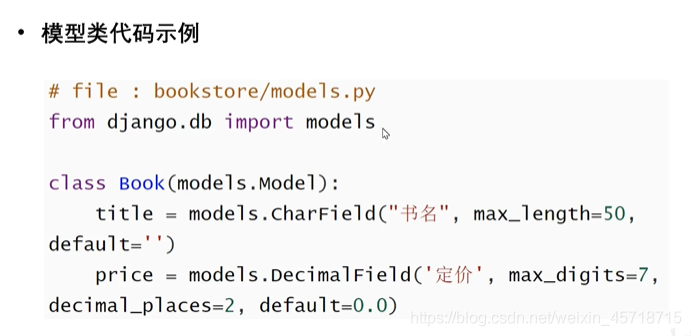 • 模型类代码示例
# file : bookstore/models.py
from django.db import models
class Book(models.Model):
    title = models.CharField("书名", max_length=50,
default='')
    price = models.DecimalField('定价', max_digits=7,
decimal_places=2, default=0.0)
https://blog.csdn.net/weixin_45718715